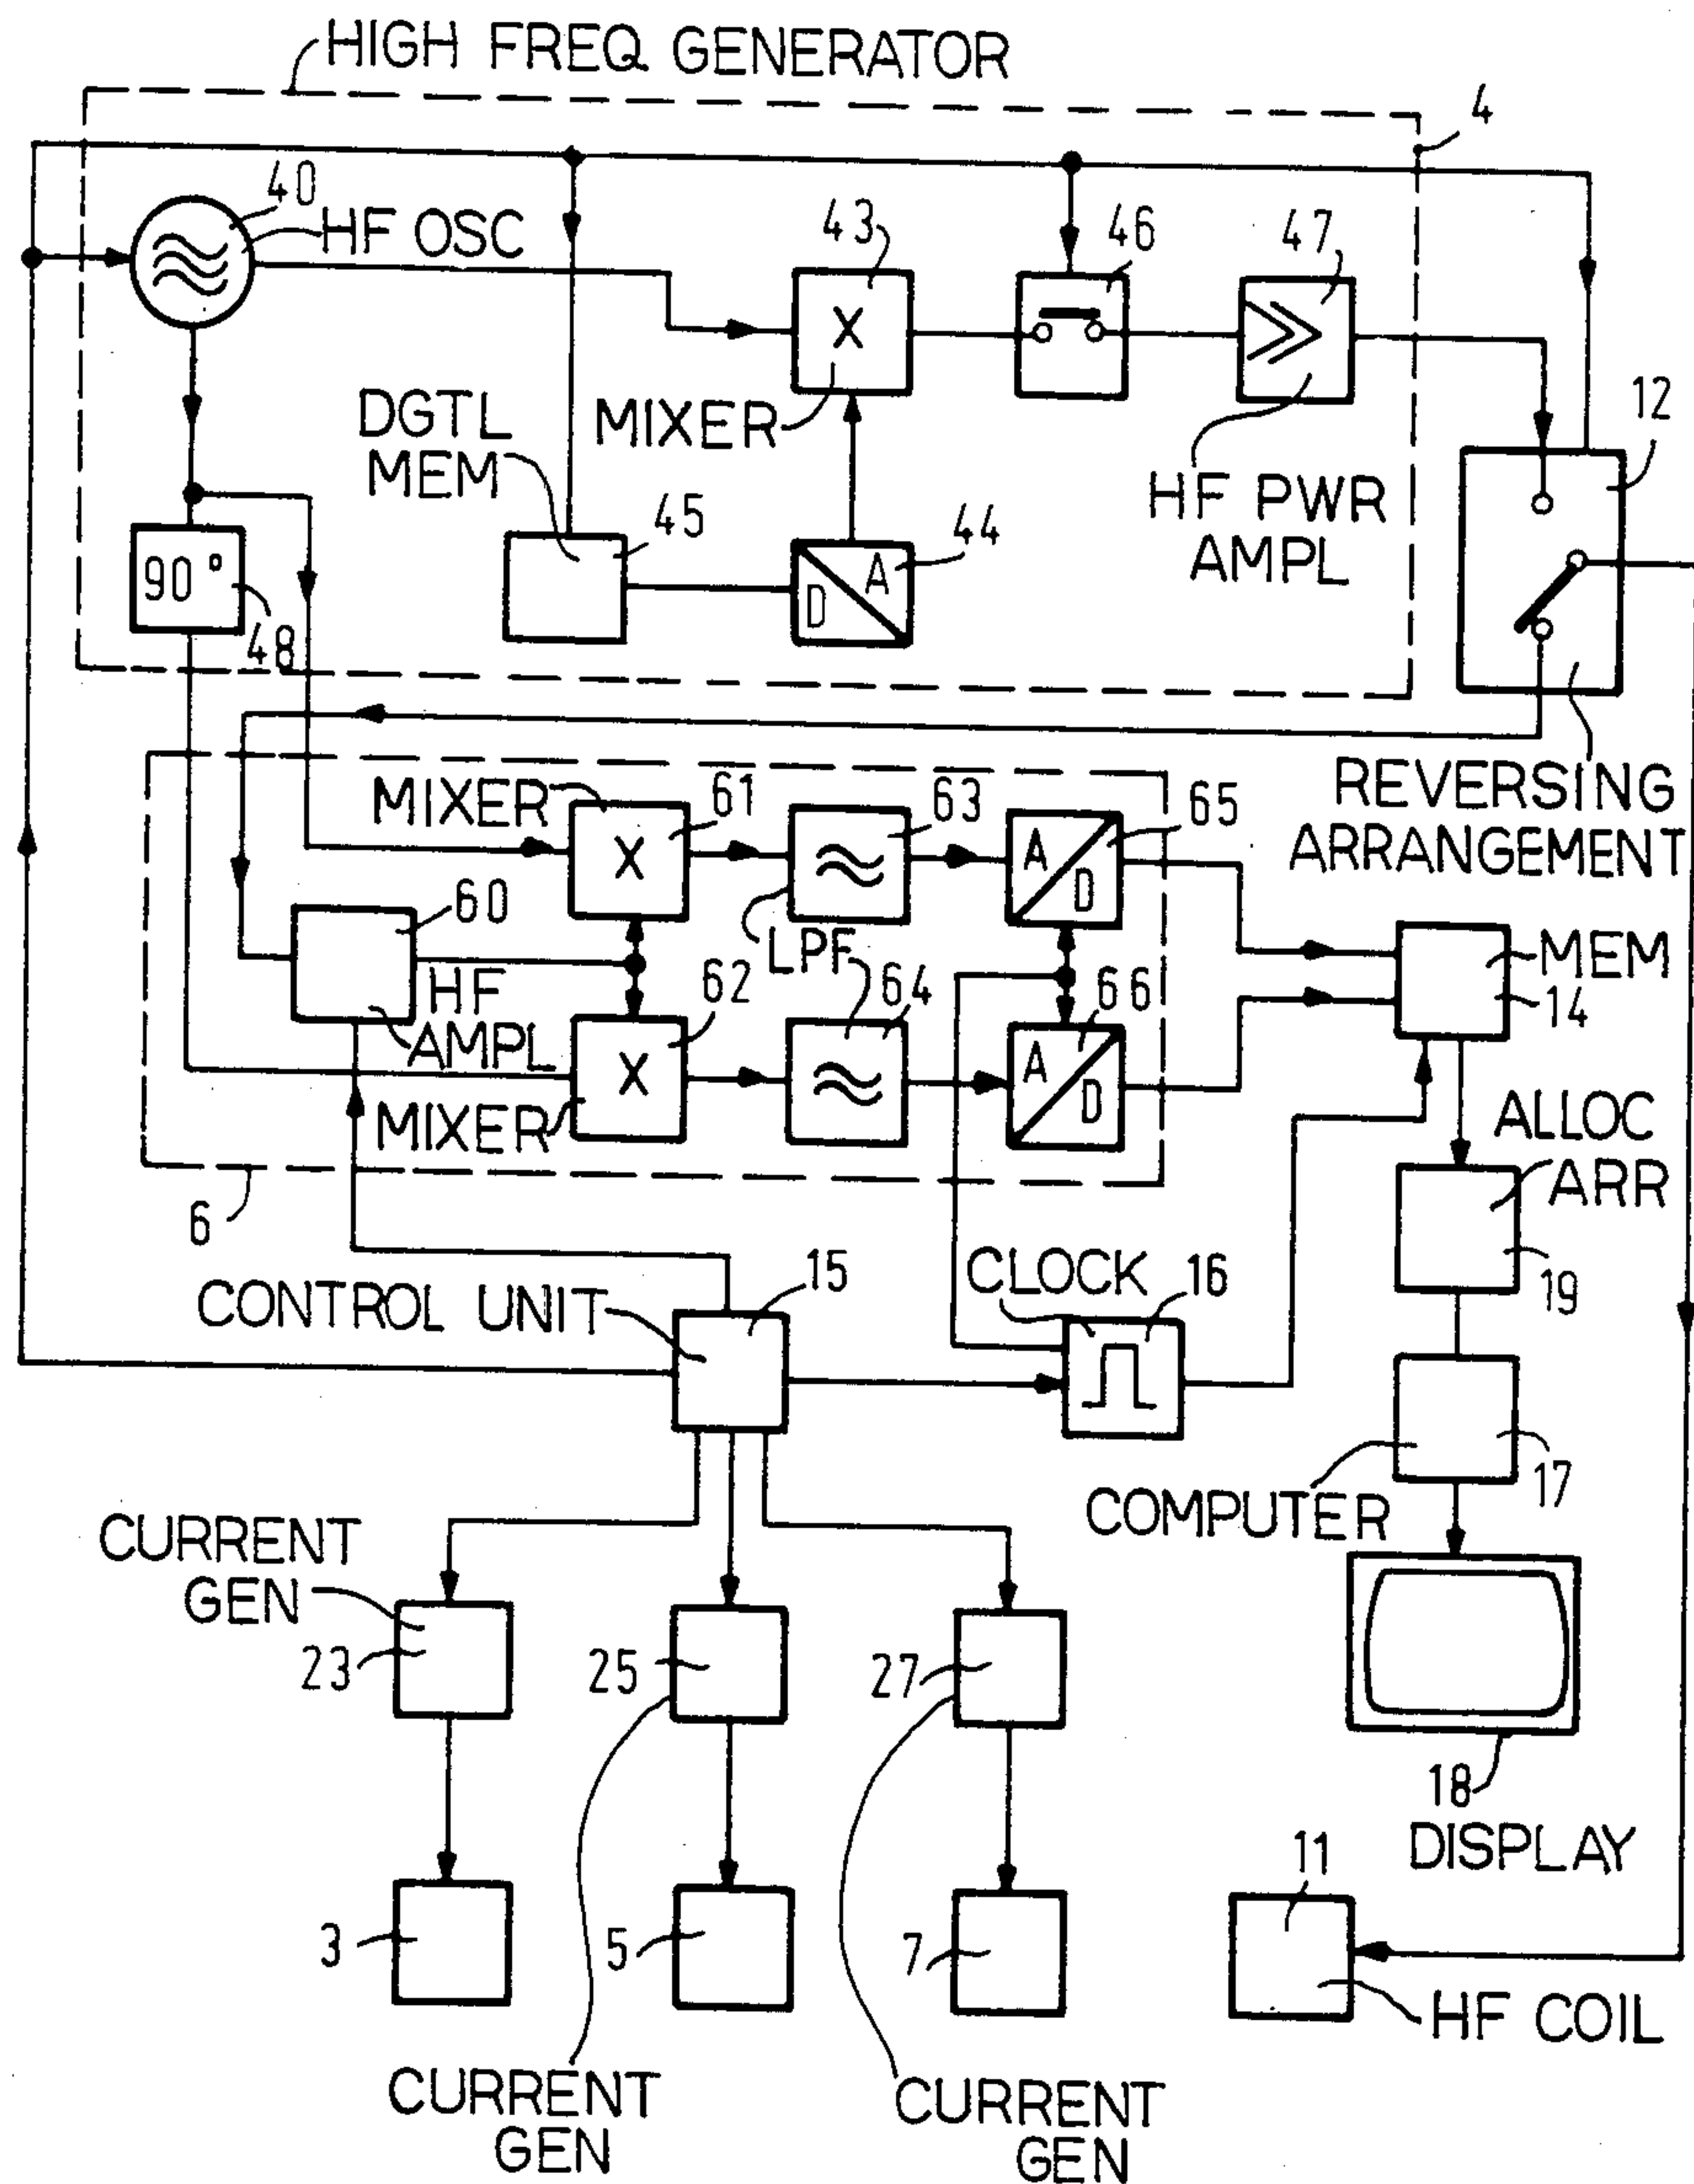 HIGH FREQ GENERATOR
4
40
HF OSC
43
46
47
X
12
DGTL
MEM
MIXER
HF PWR
AMPL
45
44
D A
90°
48
REVERSING
ARRANGEMENT
MIXER
61
63
65
X
A D
60
LPF
HF
AMPL
62
64
66
MEM
14
X
A D
MIXER
ALLOC
ARR
6
19
CONTROL UNIT
15
CLOCK
16
COMPUTER
17
CURRENT
GEN
23
25
27
18
DISPLAY
3
5
7
11
HF COIL
CURRENT
GEN
CURRENT
GEN